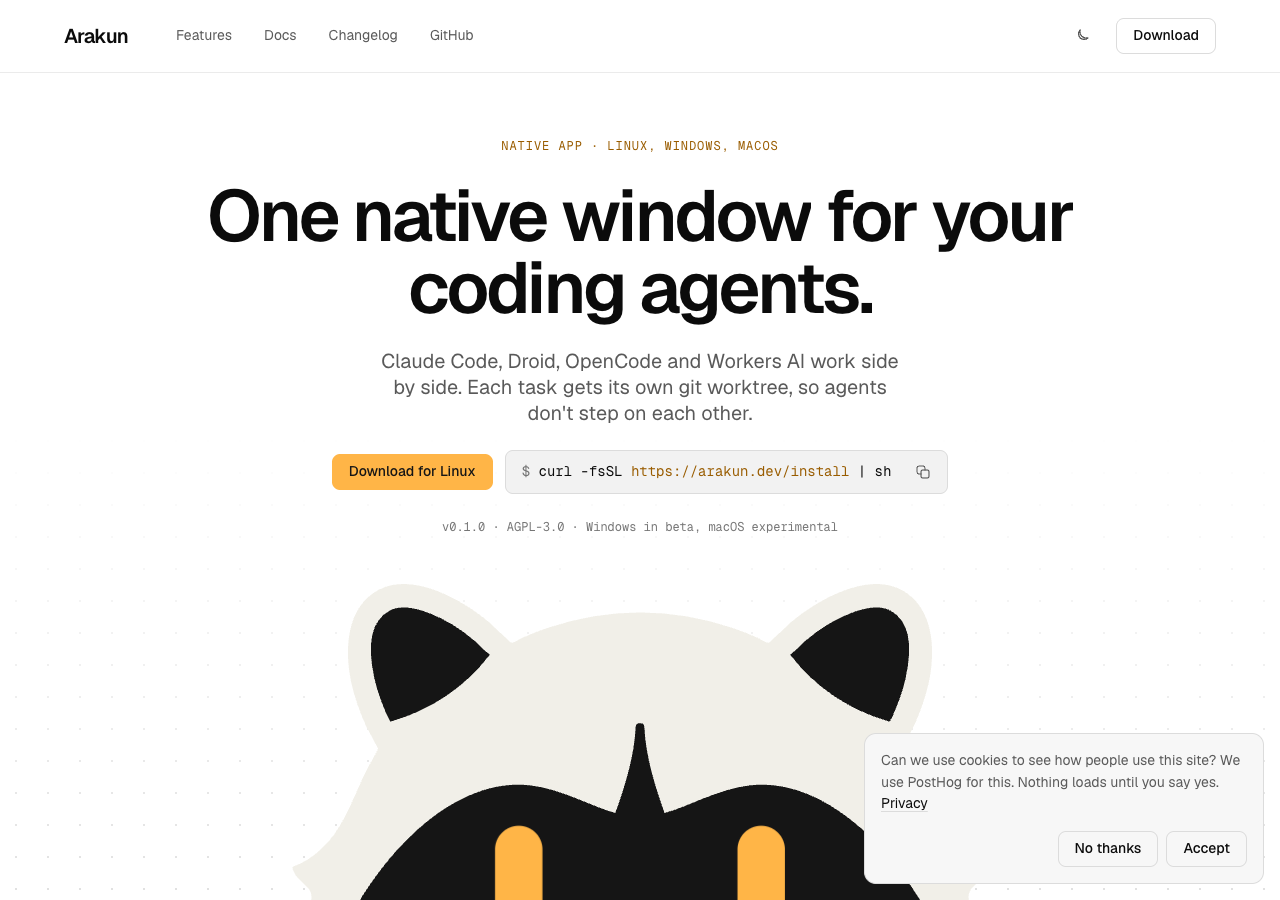 Arakun
Features
Docs
Changelog
GitHub
Download
NATIVE APP · LINUX, WINDOWS, MACOS
One native window for your
coding agents.
Claude Code, Droid, OpenCode and Workers AI work side
by side. Each task gets its own git worktree, so agents
don't step on each other.
Download for Linux
$ curl -fsSL https://arakun.dev/install | sh
v0.1.0 · AGPL-3.0 · Windows in beta, macOS experimental
Can we use cookies to see how people use this site? We
use PostHog for this. Nothing loads until you say yes.
Privacy
No thanks
Accept